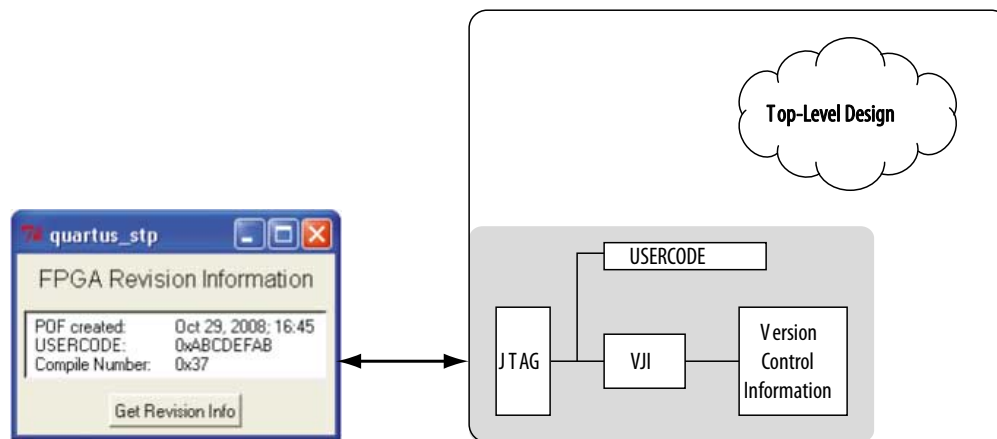 Top-Level Design
quartus_stp
FPGA Revision Information
POF created: Oct 29, 2008; 16:45
USERCODE: 0xABCDEFAB
Compile Number: 0x37
Get Revision Info
USERCODE
JTAG
VJI
Version
Control
Information